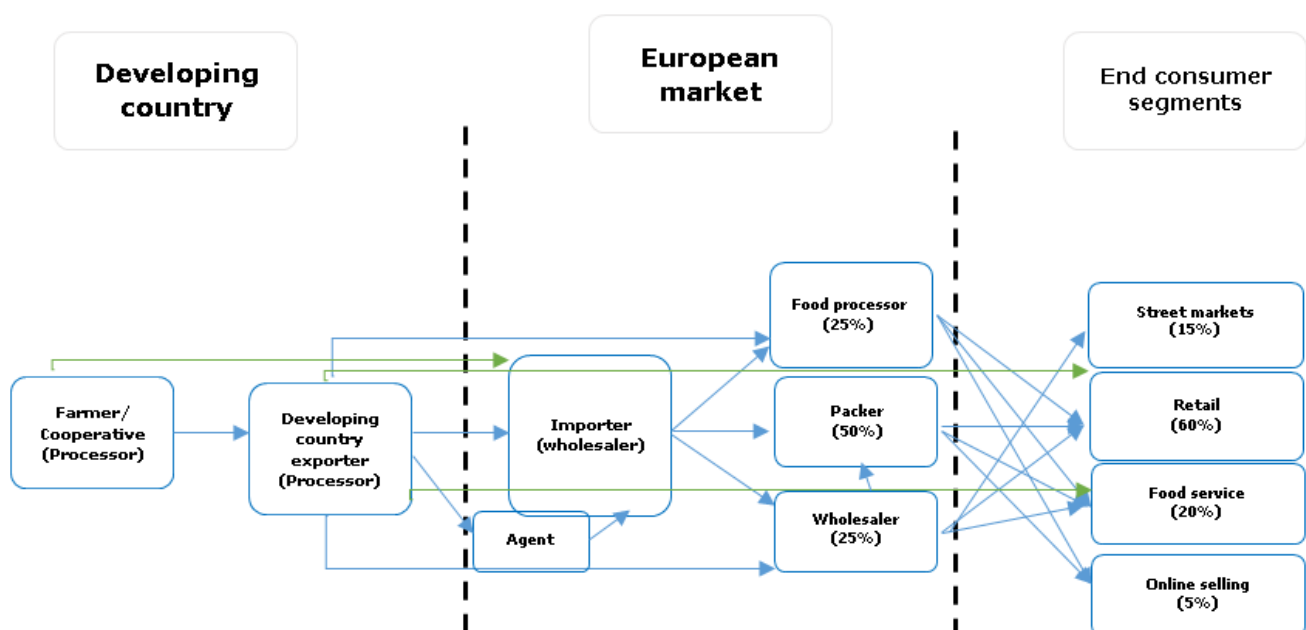 Developing
country
European
market
End consumer
segments
Farmer/
Cooperative
(Processor)
Developing
country
exporter
(Processor)
Importer
(wholesaler)
Agent
Food processor
(25%)
Packer
(50%)
Wholesaler
(25%)
Street markets
(15%)
Retail
(60%)
Food service
(20%)
Online selling
(5%)